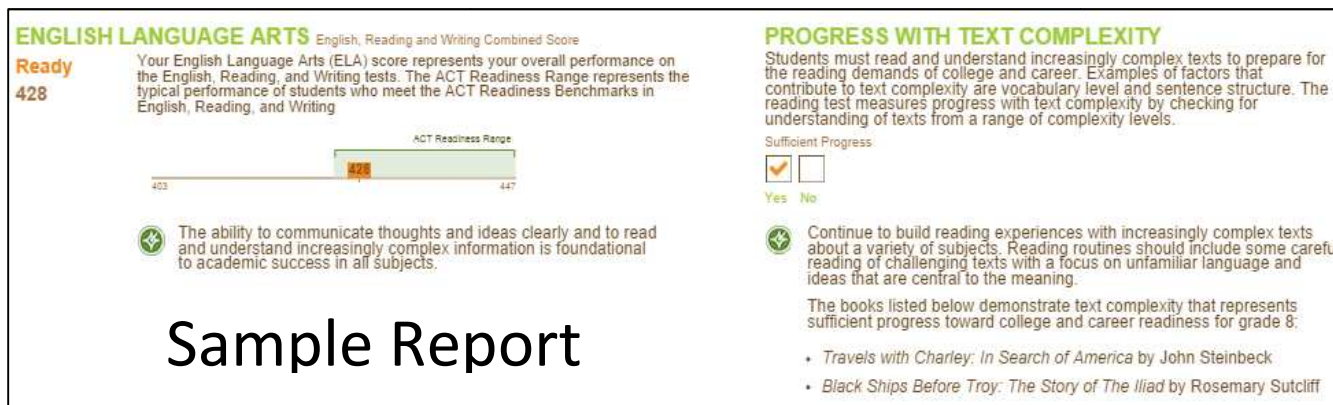 ENGLISH LANGUAGE ARTS English, Reading and Writing Combined Score
Ready
428
Your English Language Arts (ELA) score represents your overall performance on
the English, Reading, and Writing tests. The ACT Readiness Range represents the
typical performance of students who meet the ACT Readiness Benchmarks in
English, Reading, and Writing
ACT Readiness Range
428
403
447
The ability to communicate thoughts and ideas clearly and to read
and understand increasingly complex information is foundational
to academic success in all subjects.
Sample Report
PROGRESS WITH TEXT COMPLEXITY
Students must read and understand increasingly complex texts to prepare for
the reading demands of college and career. Examples of factors that
contribute to text complexity are vocabulary level and sentence structure. The
reading test measures progress with text complexity by checking for
understanding of texts from a range of complexity levels.
Sufficient Progress
Yes No
Continue to build reading experiences with increasingly complex texts
about a variety of subjects. Reading routines should include some carefu
reading of challenging texts with a focus on unfamiliar language and
ideas that are central to the meaning.
The books listed below demonstrate text complexity that represents
sufficient progress toward college and career readiness for grade 8:
• Travels with Charley: In Search of America by John Steinbeck
• Black Ships Before Troy: The Story of The Iliad by Rosemary Sutcliff